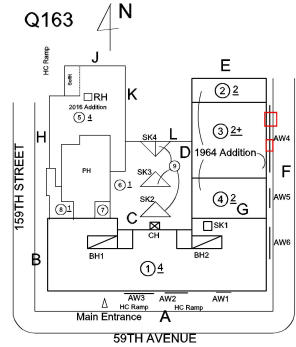 Q163
N
HC Ramp
J
E
Bsmt
RH
K
2016 Addition
5 4
2 2
SK4
L
3 2+
AW4
H
D
9
1964 Addition
PH
SK3
6 1
F
159TH STREET
SK2
4 2
AW5
8 1
7
C
G
SK1
CH
AW6
B
BH1
BH2
1 4
AW3
AW2
AW1
HC Ramp
HC Ramp
Main Entrance
A
59TH AVENUE